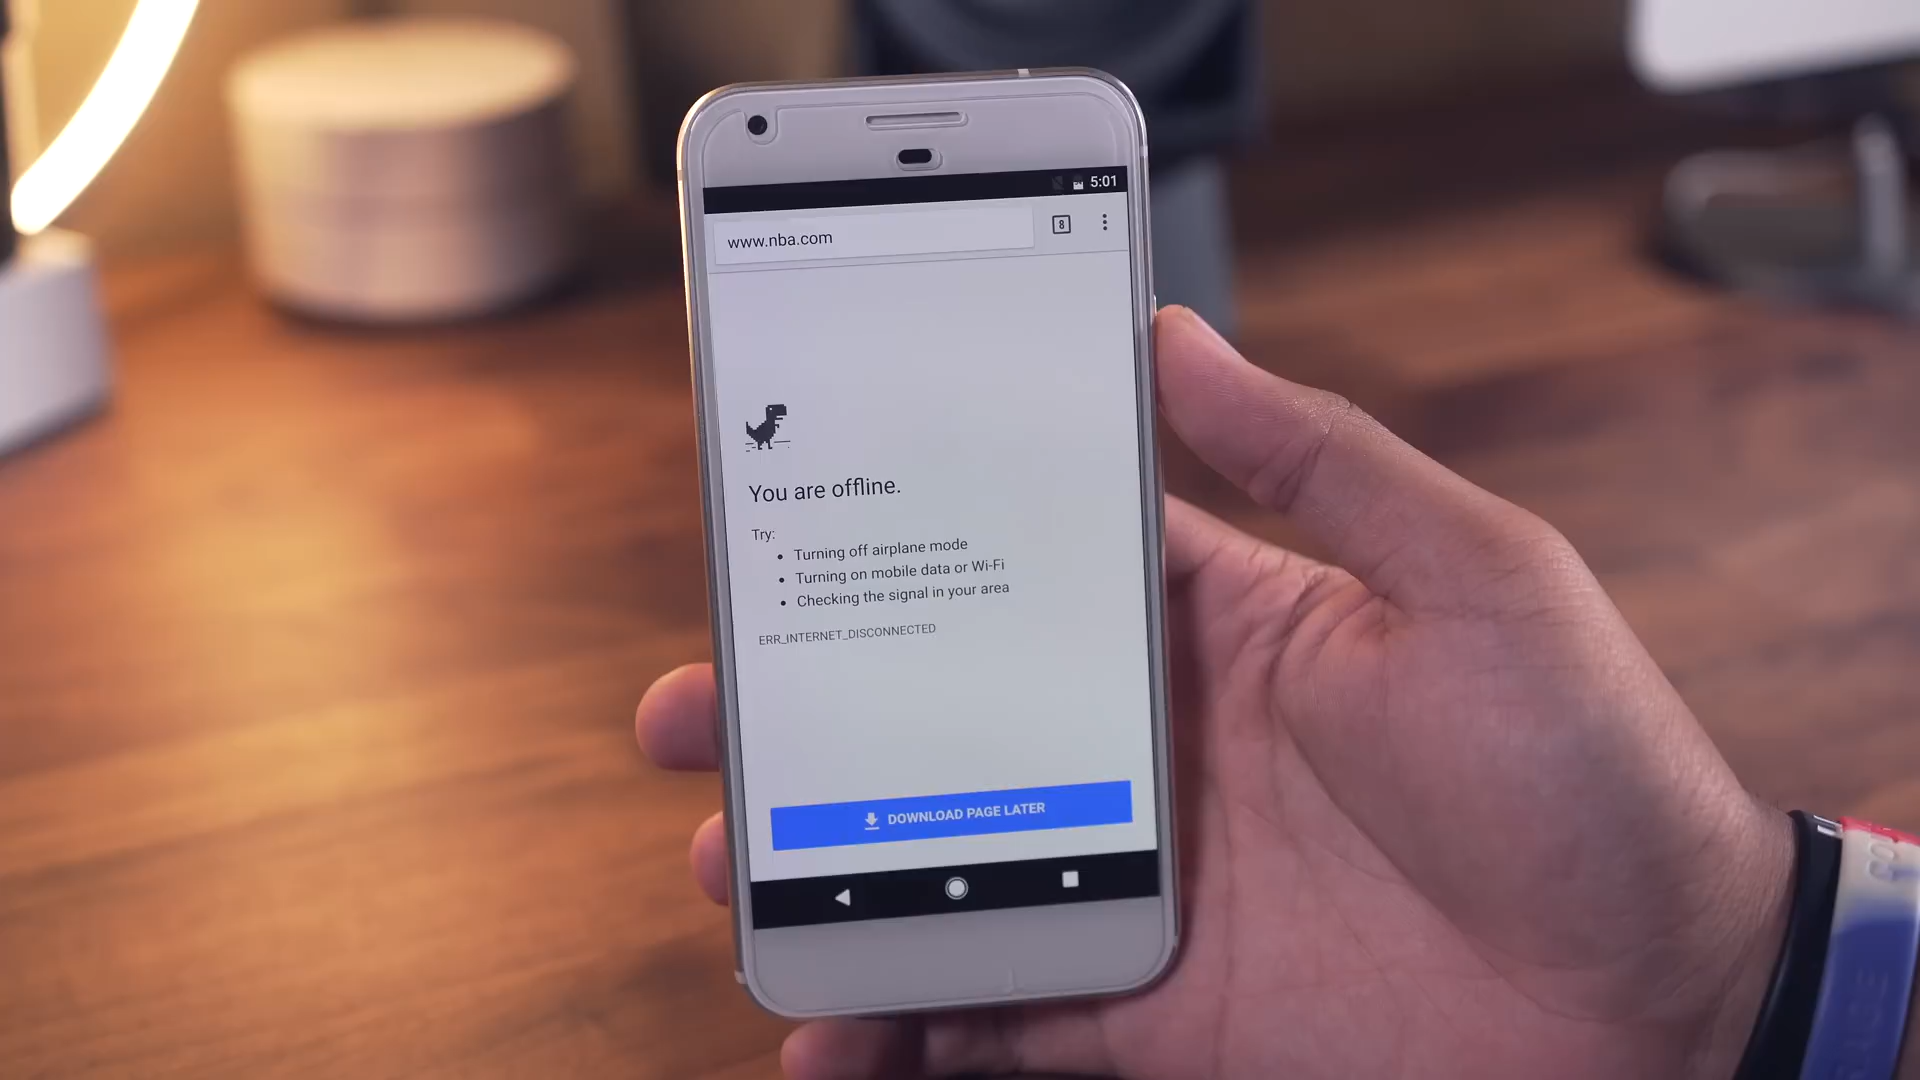 5:01
www.nba.com
8
You are offline.
Try:
• Turning off airplane mode
• Turning on mobile data or Wi-Fi
• Checking the signal in your area
ERR_INTERNET_DISCONNECTED
DOWNLOAD PAGE LATER